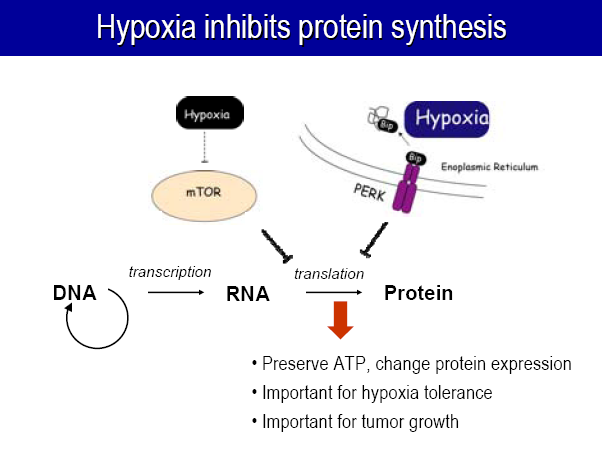 Hypoxia inhibits protein synthesis
Hypoxia
mTOR
Bip
Hypoxia
Bip
Enoplasmic Reticulum
PERK
transcription
translation
DNA
RNA
Protein
• Preserve ATP, change protein expression
• Important for hypoxia tolerance
• Important for tumor growth